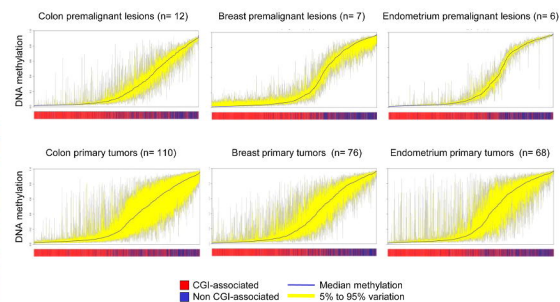 Colon premalignant lesions (n= 12)
Breast premalignant lesions (n= 7)
Endometrium premalignant lesions (n= 6)
DNA methylation
Colon primary tumors (n= 110)
Breast primary tumors (n= 76)
Endometrium primary tumors (n= 68)
DNA methylation
CGI-associated
Median methylation
Non CGI-associated
5% to 95% variation